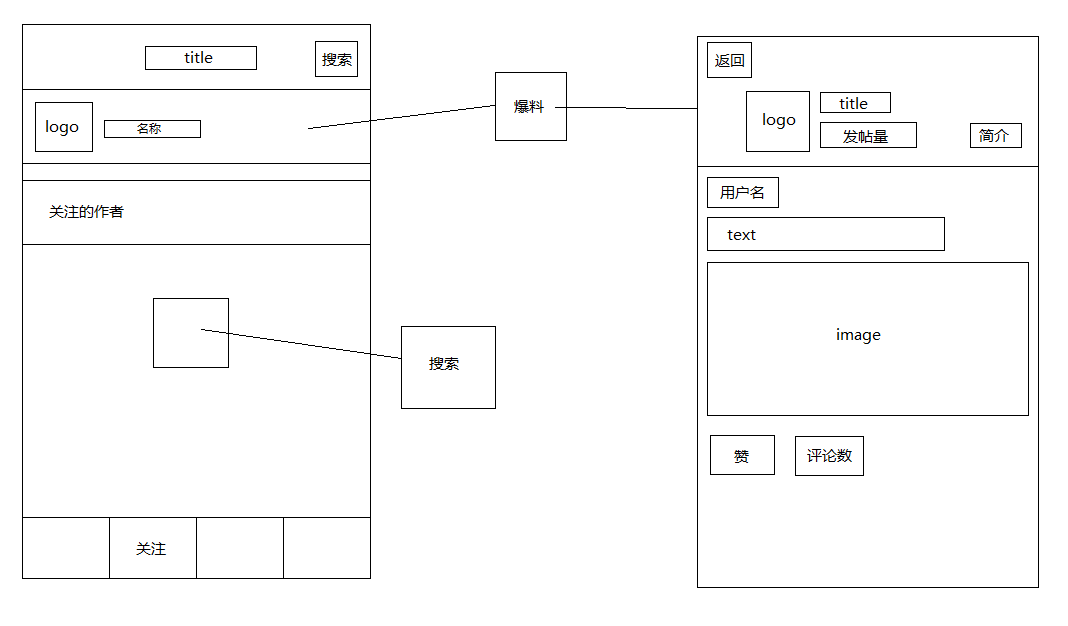 title
搜索
logo
名称
关注的作者
关注
爆料
搜索
返回
logo
title
发帖量
简介
用户名
text
image
赞
评论数